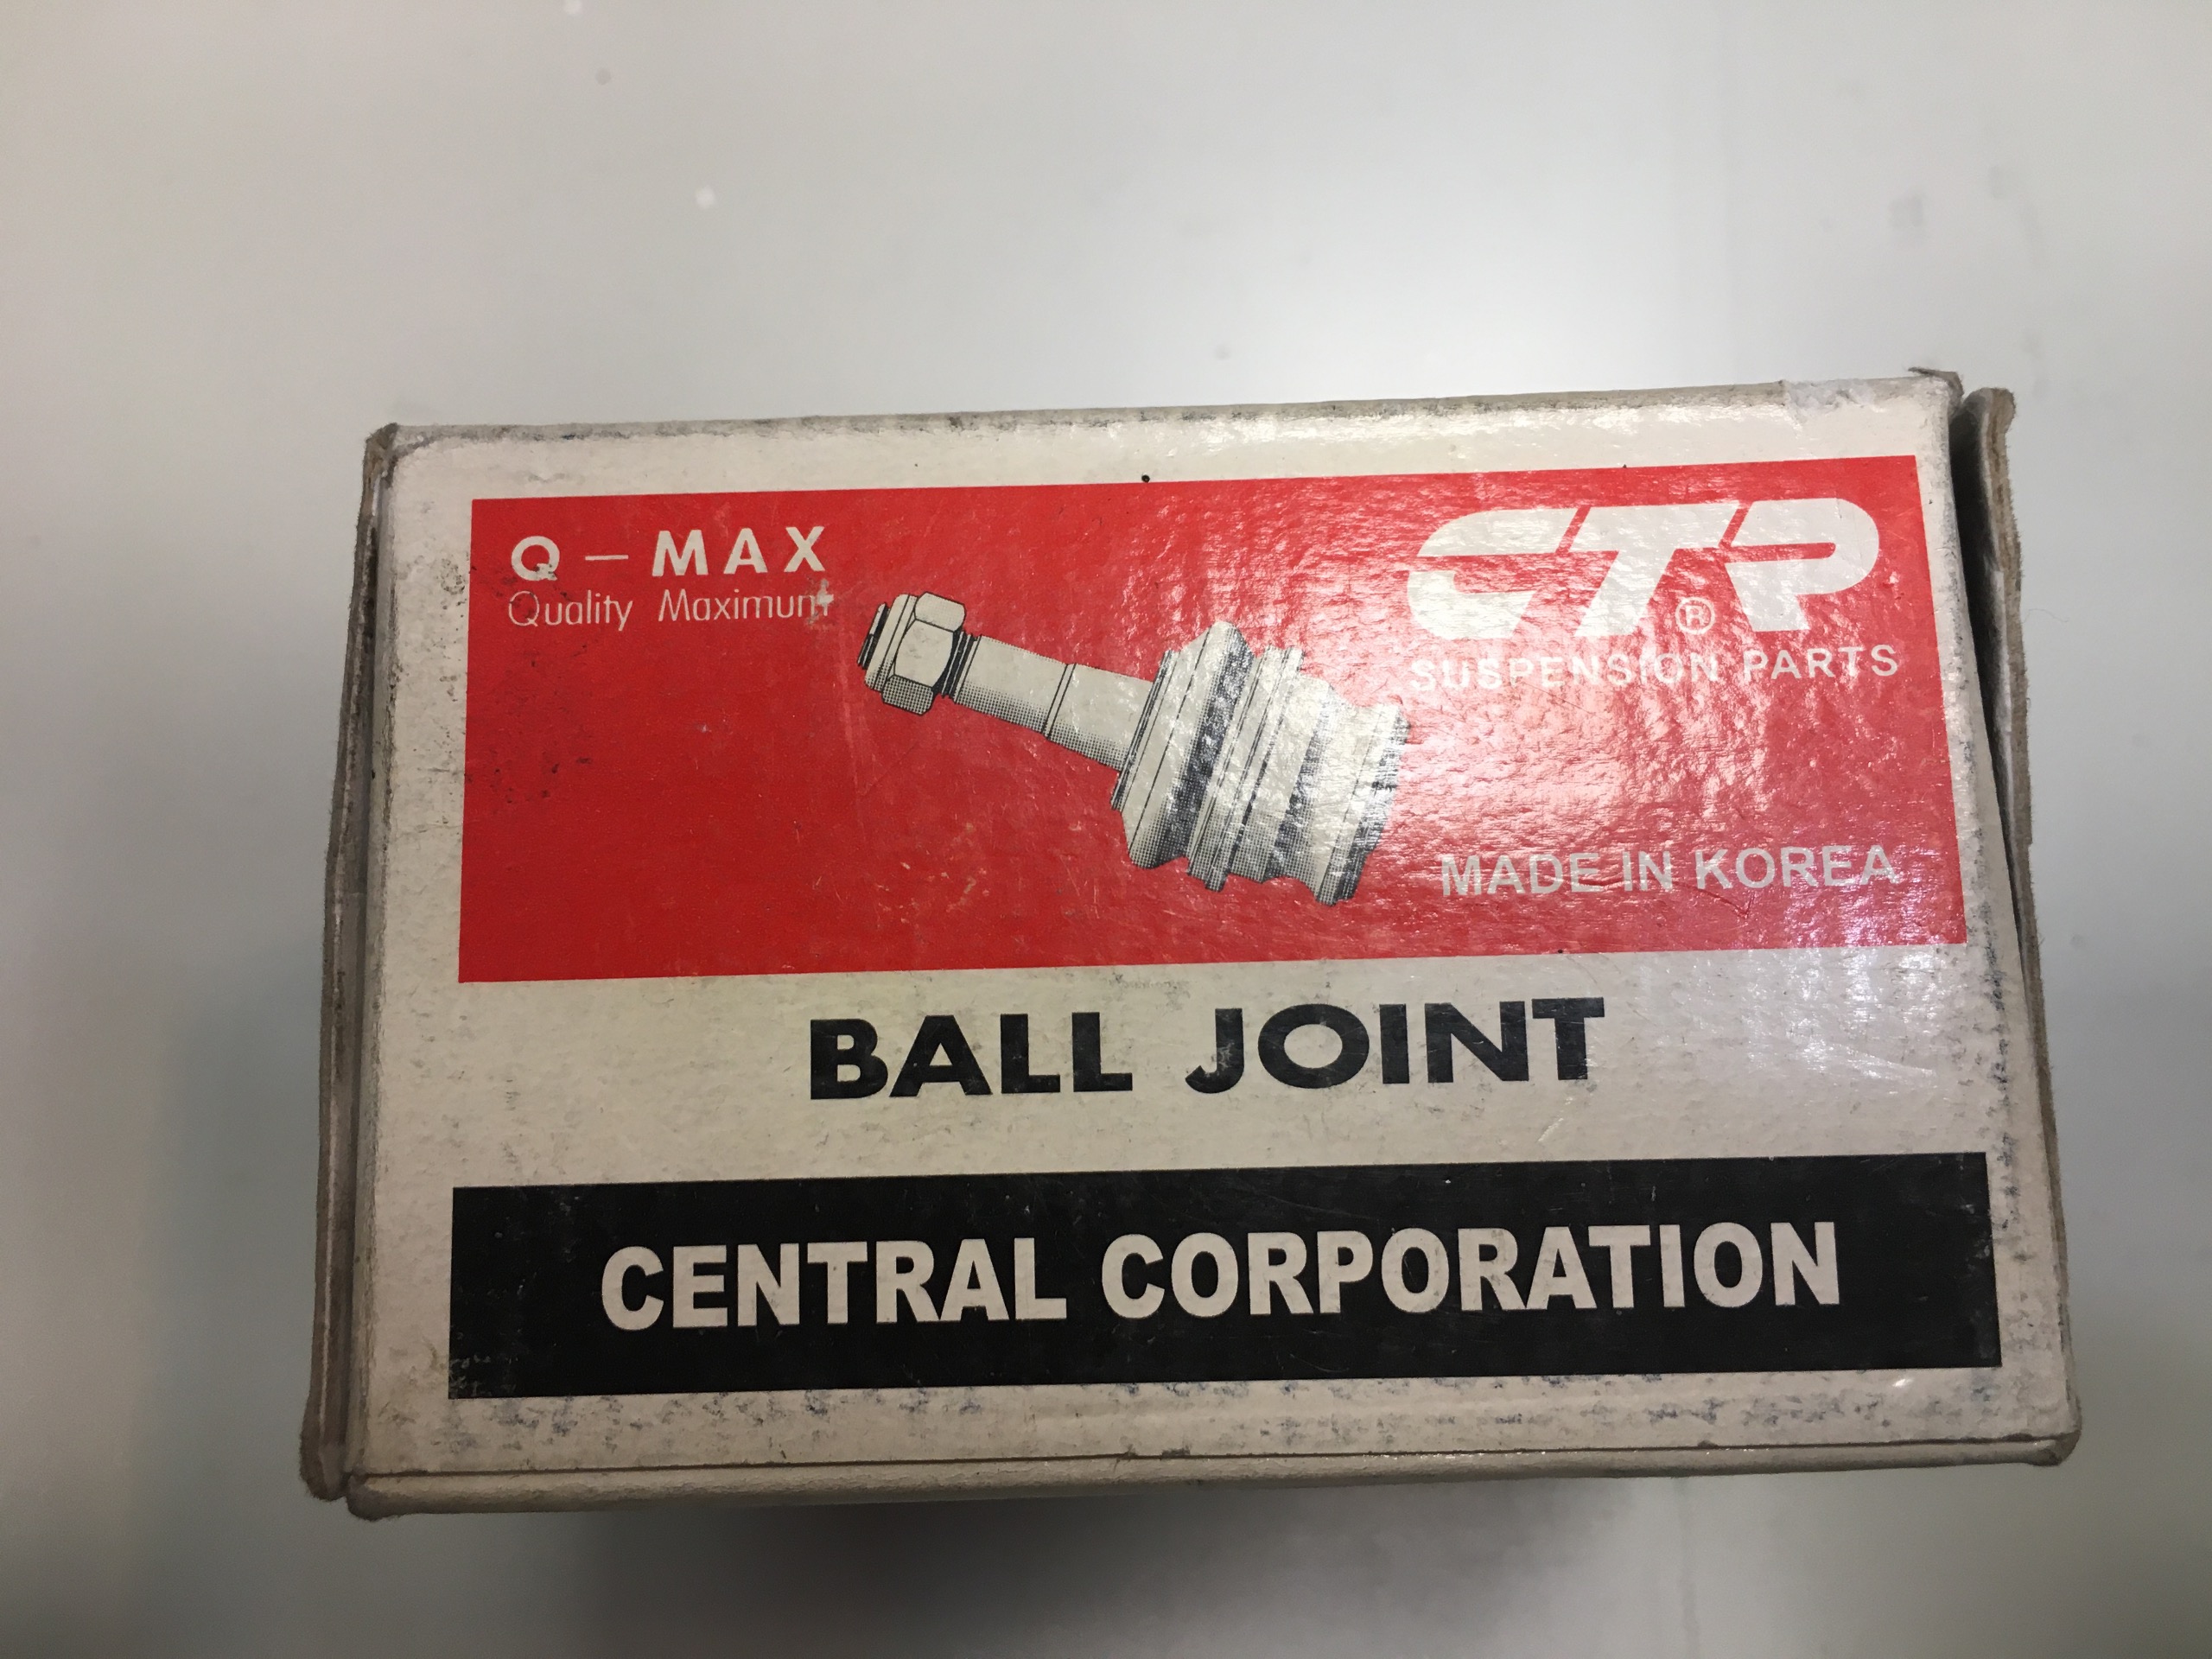 Q – MAX
Quality Maximum
CTR
®
SUSPENSION PARTS
MADE IN KOREA
BALL JOINT
CENTRAL CORPORATION